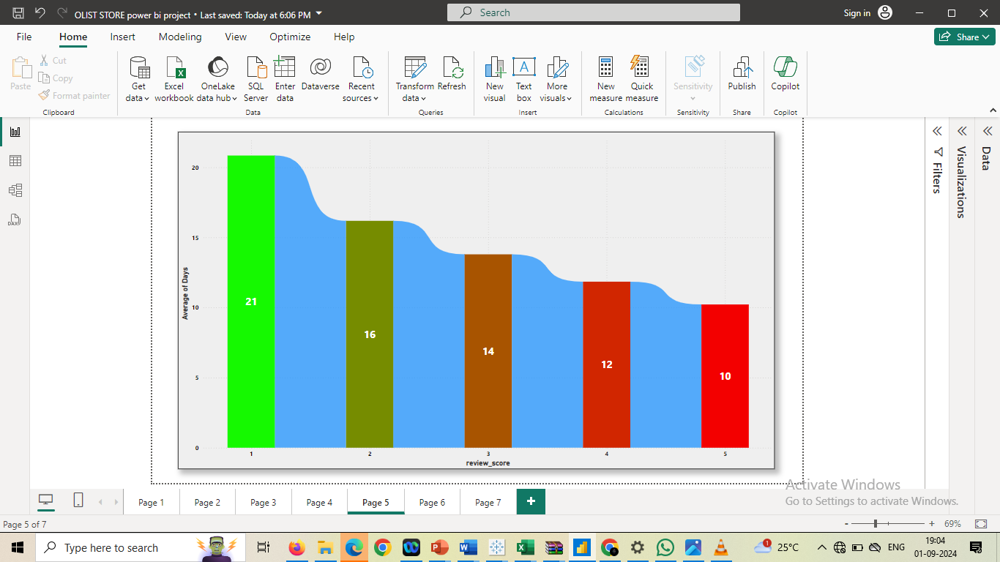 OLIST STORE power bi project • Last saved: Today at 6:06 PM
Search
Sign in
File Home Insert Modeling View Optimize Help
Share
Paste
Cut
Copy
Format painter
Clipboard
Get data
Excel workbook
OneLake data hub
SQL Server
Enter data
Dataverse
Recent sources
Data
Transform data
Refresh
Queries
New visual
Text box
More visuals
Insert
New measure
Quick measure
Calculations
Sensitivity
Sensitivity
Publish
Share
Copilot
Copilot
DAX
20
15
10
5
0
Average of Days
21
16
14
12
10
1 2 3 4 5
review_score
Filters
Visualizations
Data
Activate Windows
Go to Settings to activate Windows.
Page 1 Page 2 Page 3 Page 4 Page 5 Page 6 Page 7 +
Page 5 of 7
- + 69%
Type here to search
1
25°C
ENG
19:04
01-09-2024